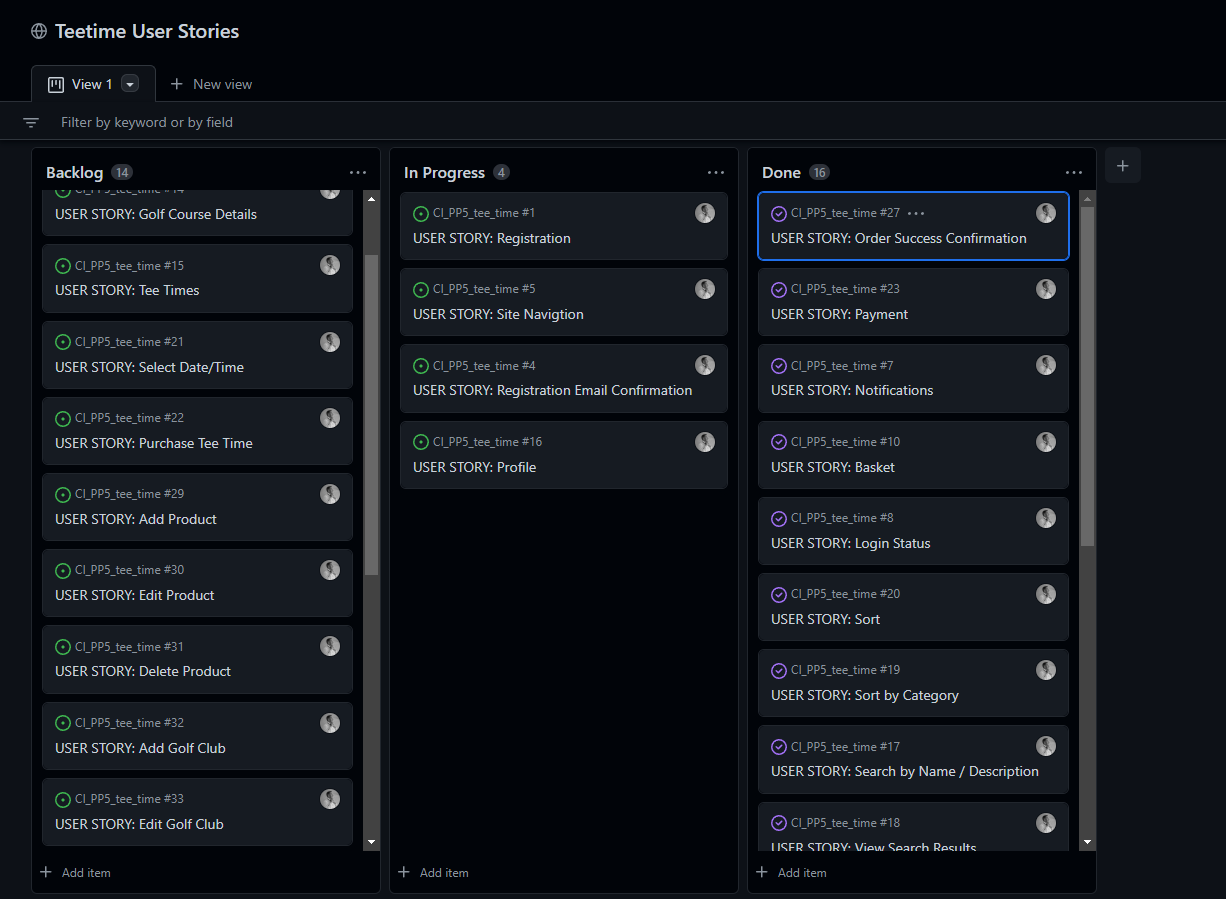 Teetime User Stories
View 1
New view
Filter by keyword or by field
Backlog 14
CI_PP5_tee_time #14
USER STORY: Golf Course Details
CI_PP5_tee_time #15
USER STORY: Tee Times
CI_PP5_tee_time #21
USER STORY: Select Date/Time
CI_PP5_tee_time #22
USER STORY: Purchase Tee Time
CI_PP5_tee_time #29
USER STORY: Add Product
CI_PP5_tee_time #30
USER STORY: Edit Product
CI_PP5_tee_time #31
USER STORY: Delete Product
CI_PP5_tee_time #32
USER STORY: Add Golf Club
CI_PP5_tee_time #33
USER STORY: Edit Golf Club
Add item
In Progress 4
CI_PP5_tee_time #1
USER STORY: Registration
CI_PP5_tee_time #5
USER STORY: Site Navigtion
CI_PP5_tee_time #4
USER STORY: Registration Email Confirmation
CI_PP5_tee_time #16
USER STORY: Profile
Add item
Done 16
CI_PP5_tee_time #27
USER STORY: Order Success Confirmation
CI_PP5_tee_time #23
USER STORY: Payment
CI_PP5_tee_time #7
USER STORY: Notifications
CI_PP5_tee_time #10
USER STORY: Basket
CI_PP5_tee_time #8
USER STORY: Login Status
CI_PP5_tee_time #20
USER STORY: Sort
CI_PP5_tee_time #19
USER STORY: Sort by Category
CI_PP5_tee_time #17
USER STORY: Search by Name / Description
CI_PP5_tee_time #18
USER STORY: View Search Results
Add item